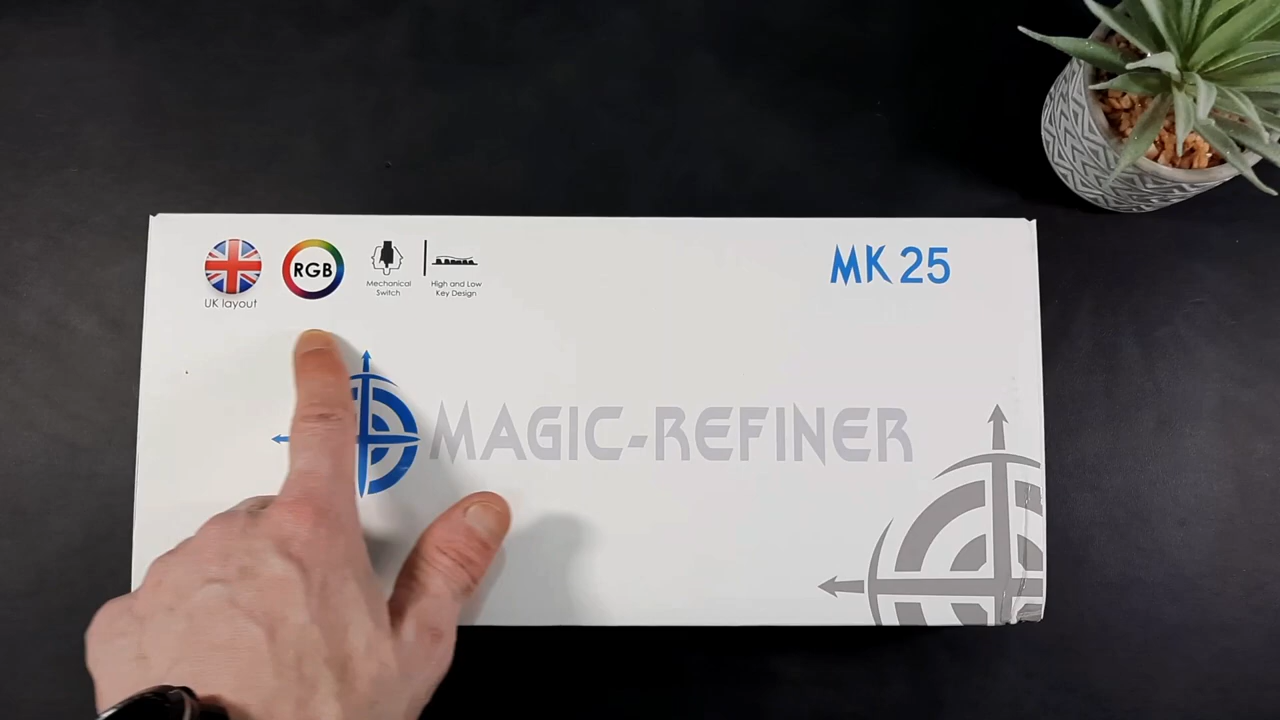 UK layout
RGB
Mechanical
Switch
High and Low
Key Design
MK 25
MAGIC-REFINER